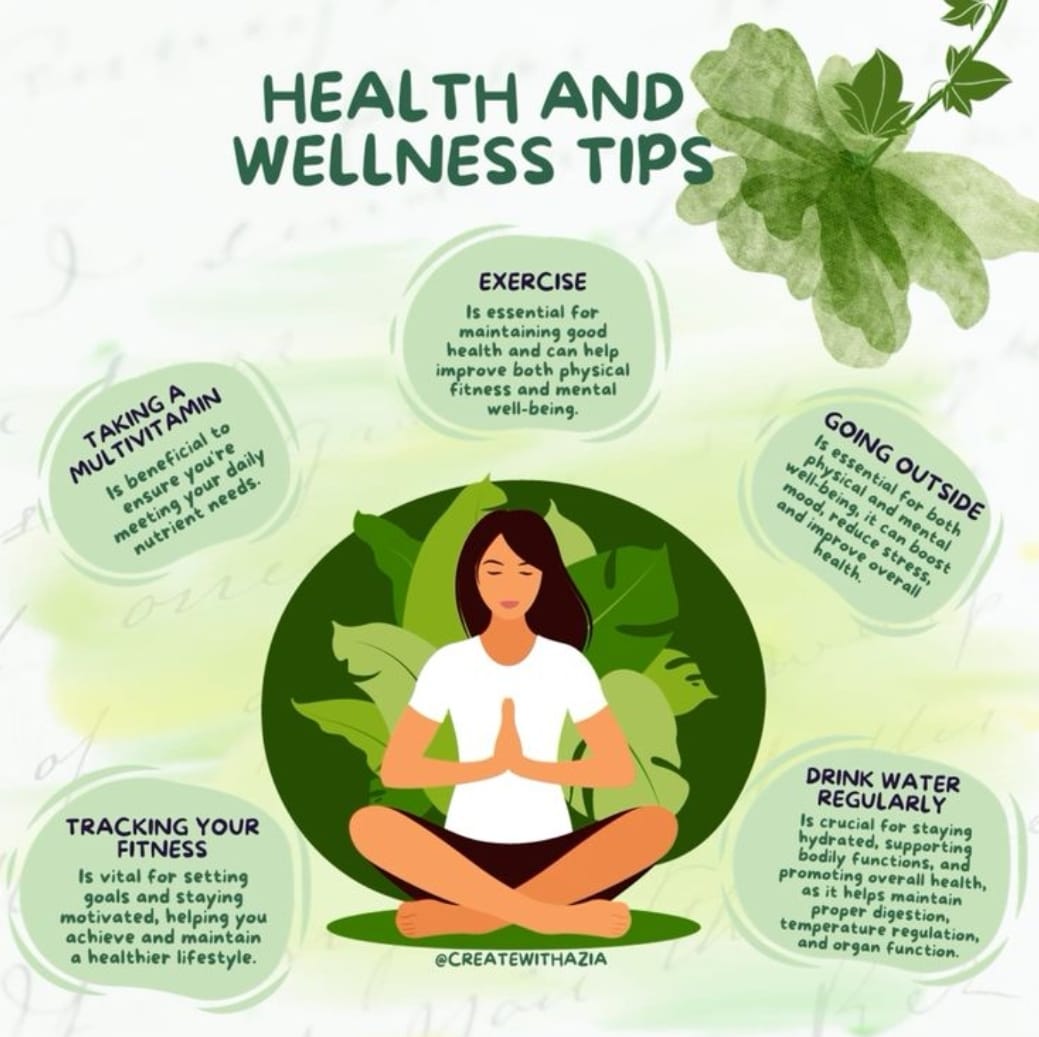 HEALTH AND
WELLNESS TIPS
EXERCISE
Is essential for
maintaining good
health and can help
improve both physical
fitness and mental
well-being.
TAKING A
MULTIVITAMIN
Is beneficial to
ensure you're
meeting your daily
nutrient needs.
GOING OUTSIDE
Is essential for both
physical and mental
well-being, it can boost
mood, reduce stress,
and improve overall
health.
TRACKING YOUR
FITNESS
Is vital for setting
goals and staying
motivated, helping you
achieve and maintain
a healthier lifestyle.
DRINK WATER
REGULARLY
Is crucial for staying
hydrated, supporting
bodily functions, and
promoting overall health,
as it helps maintain
proper digestion,
temperature regulation,
and organ function.
@CREATEWITHAZIA